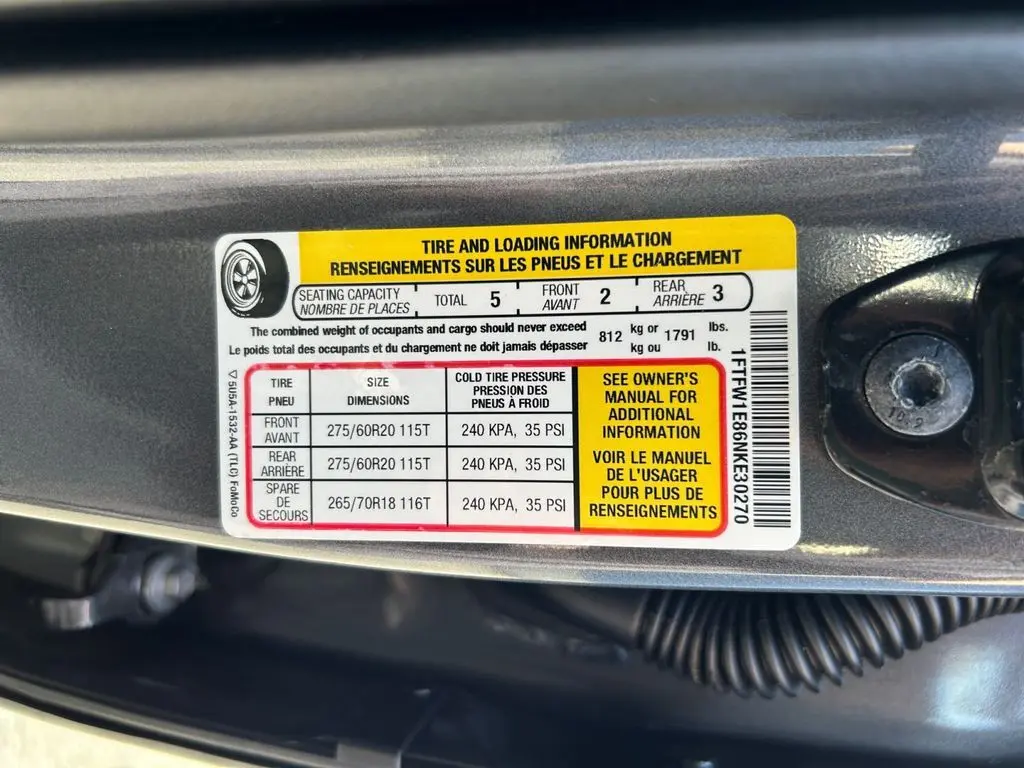 TIRE AND LOADING INFORMATION
RENSEIGNEMENTS SUR LES PNEUS ET LE CHARGEMENT
SEATING CAPACITY
NOMBRE DE PLACES
TOTAL 5
FRONT
AVANT
2
REAR
ARRIÈRE
3
The combined weight of occupants and cargo should never exceed
Le poids total des occupants et du chargement ne doit jamais dépasser
812
kg or
kg ou
1791
lbs.
lb.
TIRE
PNEU
SIZE
DIMENSIONS
COLD TIRE PRESSURE
PRESSION DES
PNEUS À FROID
FRONT
AVANT
275/60R20 115T
240 KPA, 35 PSI
REAR
ARRIÈRE
275/60R20 115T
240 KPA, 35 PSI
SPARE
DE
SECOURS
265/70R18 116T
240 KPA, 35 PSI
SEE OWNER'S
MANUAL FOR
ADDITIONAL
INFORMATION
VOIR LE MANUEL
DE L'USAGER
POUR PLUS DE
RENSEIGNEMENTS
1FTFW1E86NKE30270
(TLC) FoMoCo
10.9